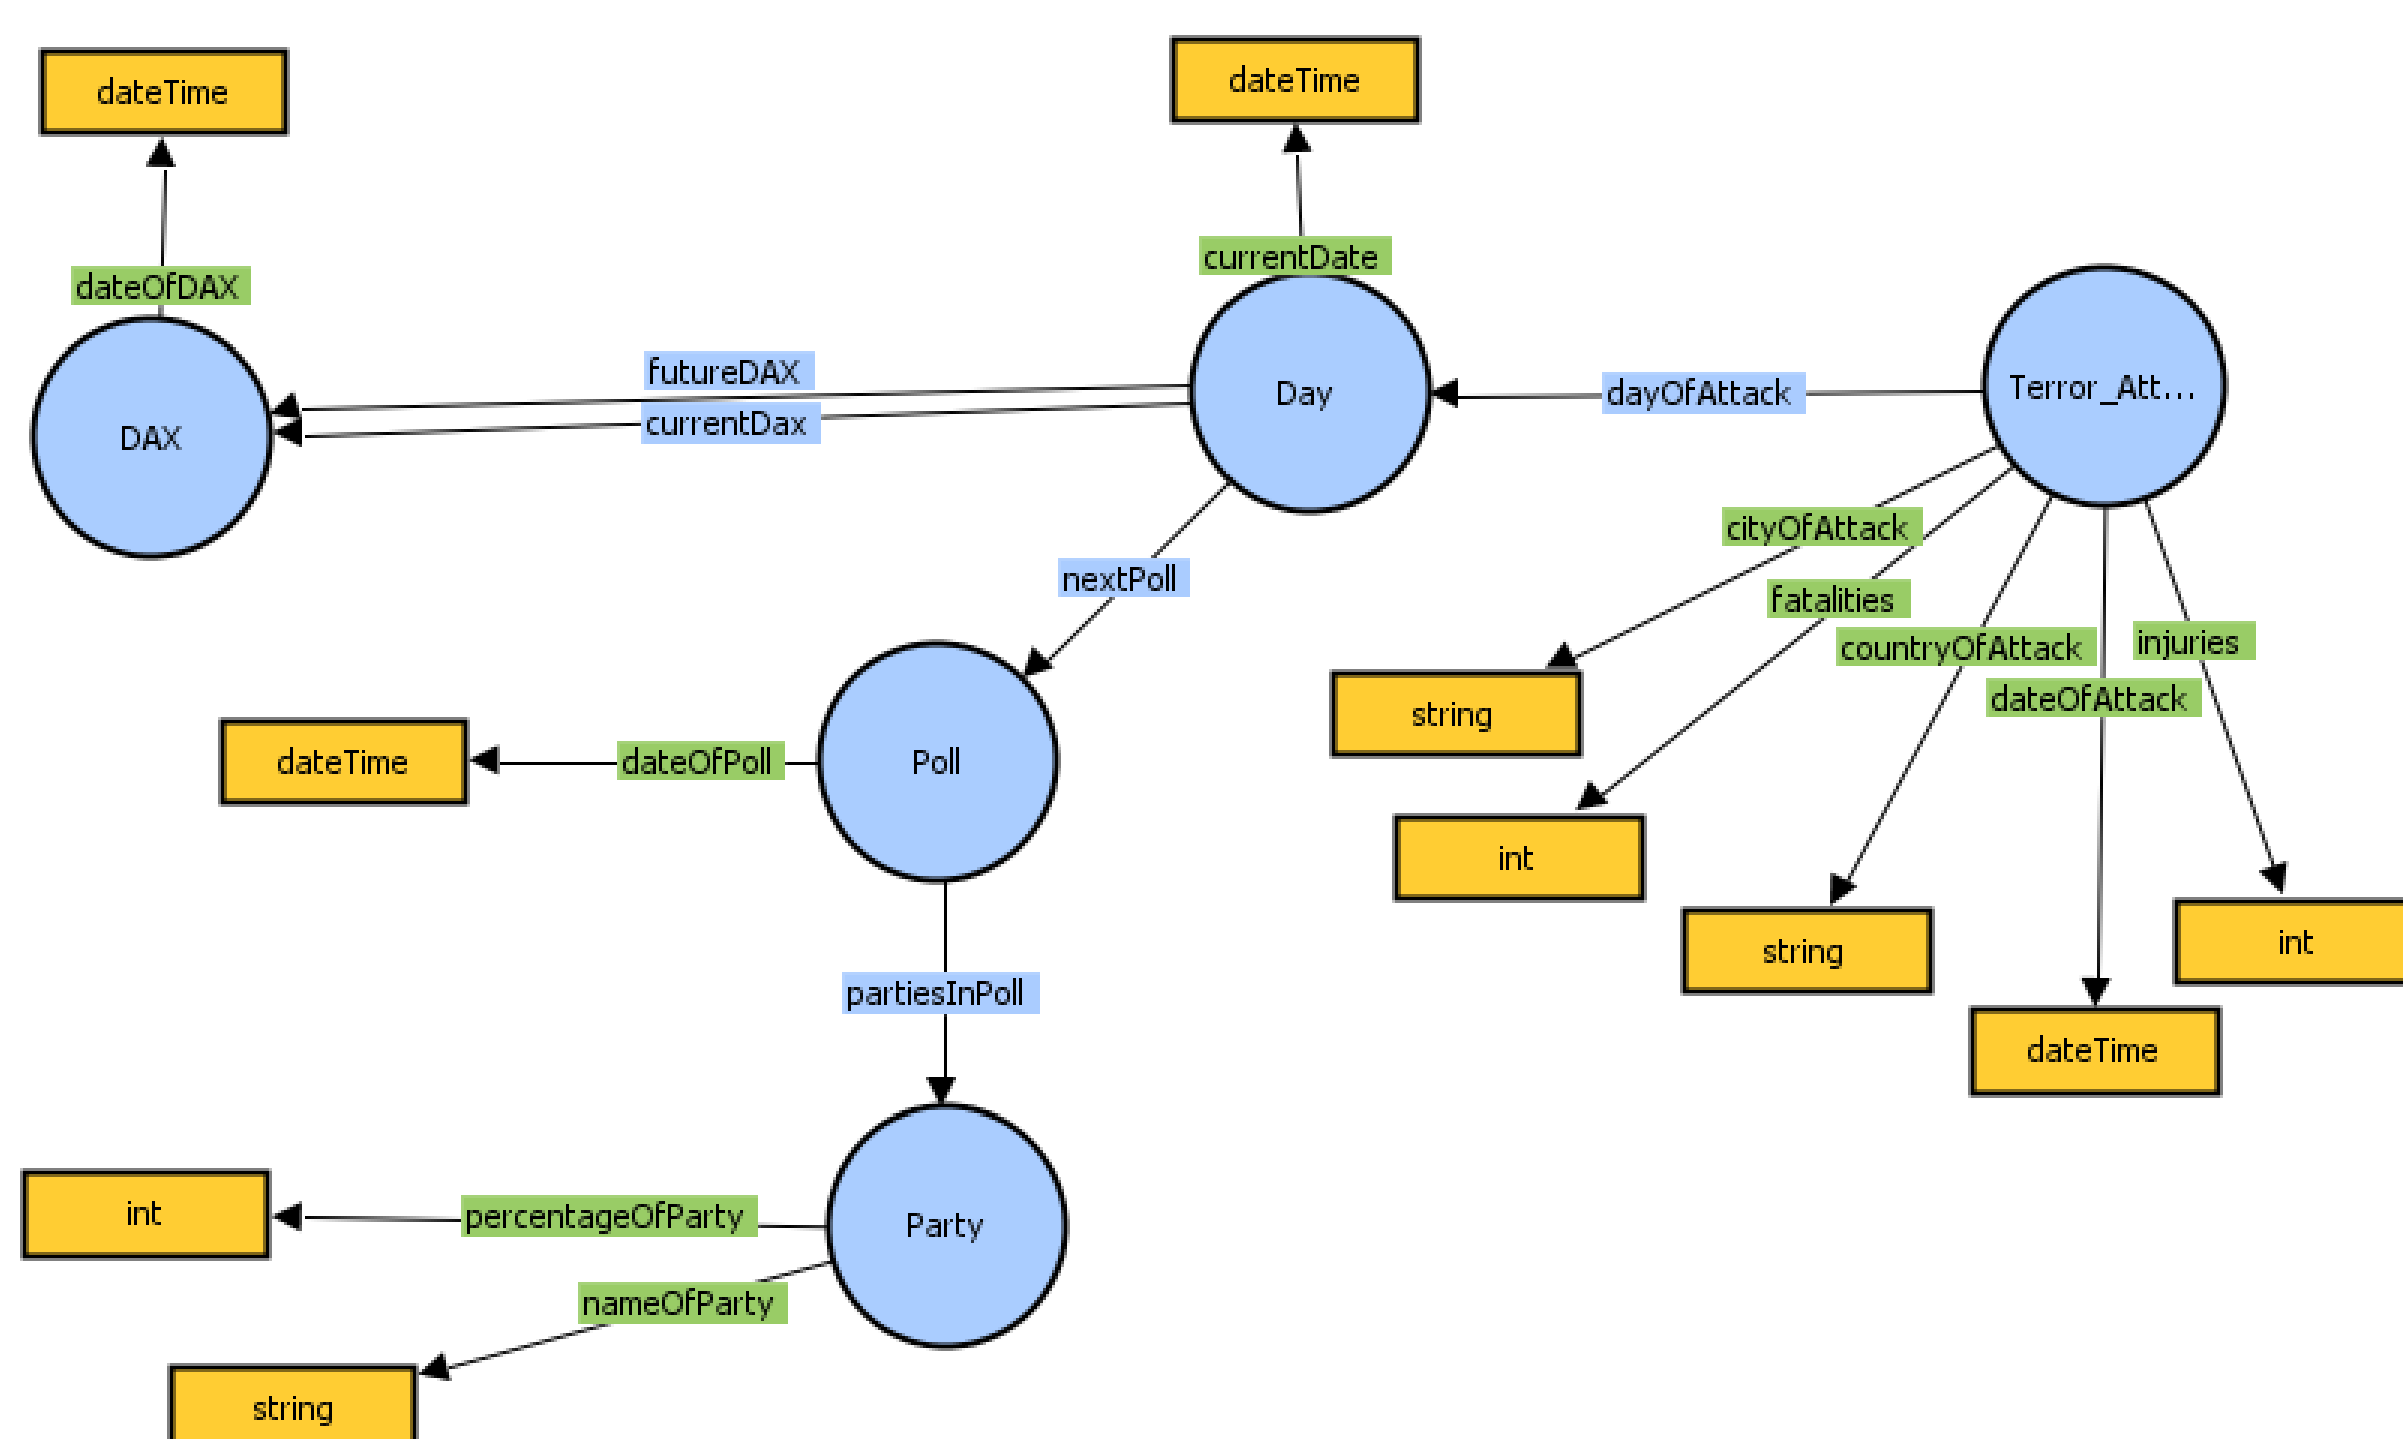 dateTime
dateTime
currentDate
dateOfDAX
futureDAX
currentDax
DAX
Day
dayOfAttack
Terror_Att...
cityOfAttack
nextPoll
fatalities
countryOfAttack
injuries
dateOfAttack
string
dateTime
dateOfPoll
Poll
int
string
int
partiesInPoll
dateTime
int
percentageOfParty
Party
nameOfParty
string